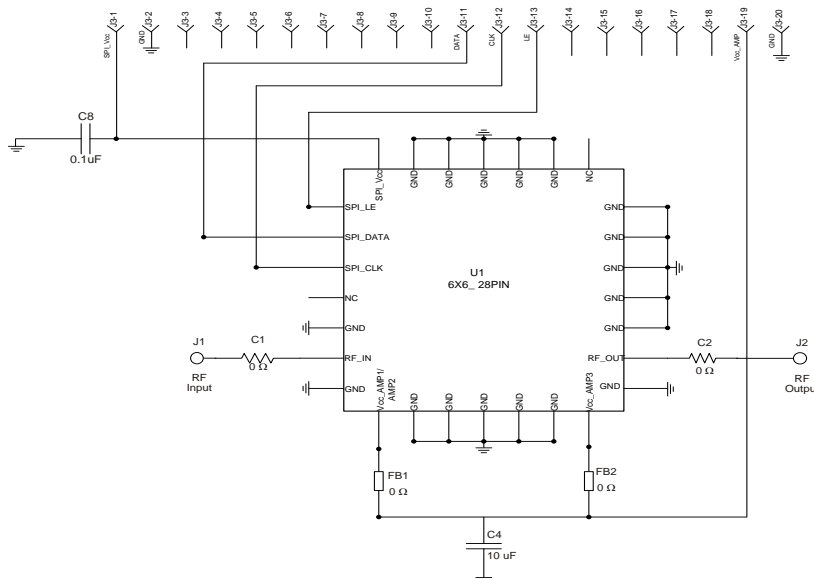 J3-1
J3-2
J3-3
J3-4
J3-5
J3-6
J3-7
J3-8
J3-9
J3-10
J3-11
J3-12
J3-13
J3-14
J3-15
J3-16
J3-17
J3-18
J3-19
J3-20
SPI_Vcc
GND
DATA
CLK
LE
Vcc_AMP
GND
C8
0.1uF
SPI_Vcc
GND
GND
GND
GND
GND
NC
SPI_LE
SPI_DATA
SPI_CLK
NC
GND
RF_IN
GND
U1
6X6_ 28PIN
GND
GND
GND
GND
GND
RF_OUT
GND
J1
RF
Input
C1
0 Ω
C2
0 Ω
J2
RF
Output
Vcc_AMP1/
AMP2
GND
GND
GND
GND
GND
Vcc_AMP3
FB1
0 Ω
FB2
0 Ω
C4
10 uF